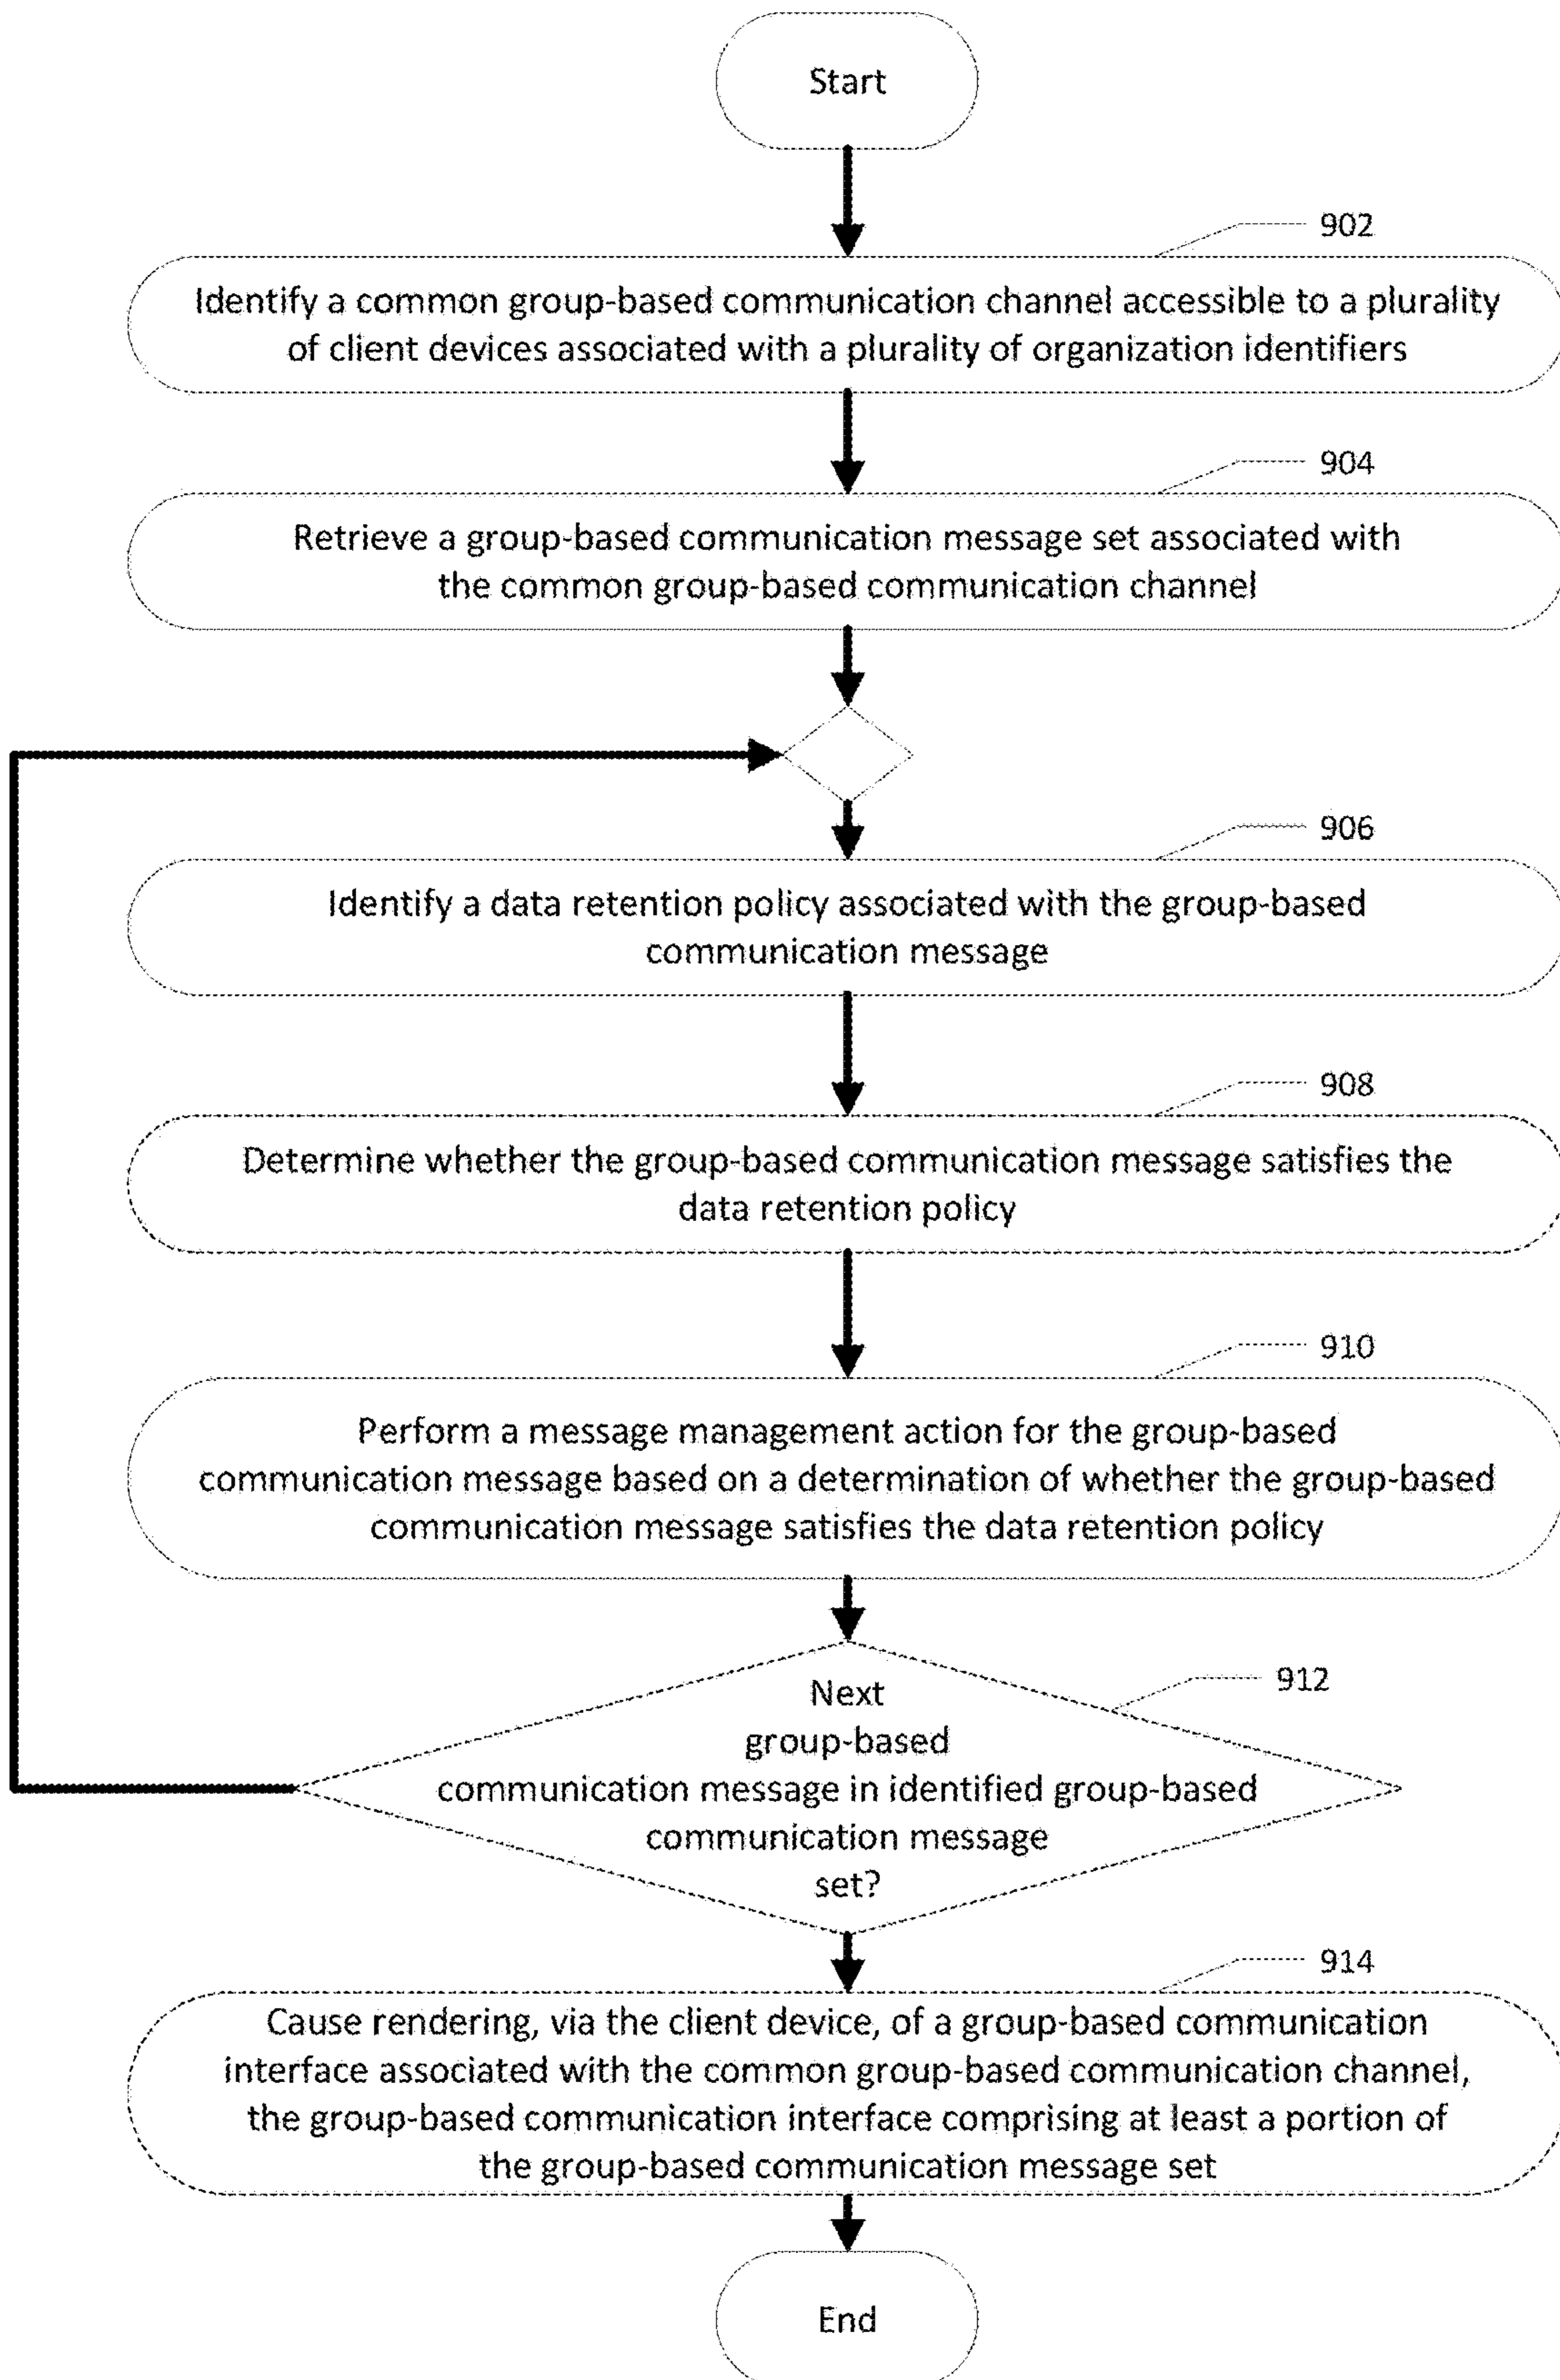 Start
902
Identify a common group-based communication channel accessible to a plurality
of client devices associated with a plurality of organization identifiers
904
Retrieve a group-based communication message set associated with
the common group-based communication channel
906
Identify a data retention policy associated with the group-based
communication message
908
Determine whether the group-based communication message satisfies the
data retention policy
910
Perform a message management action for the group-based
communication message based on a determination of whether the group-based
communication message satisfies the data retention policy
912
Next
group-based
communication message in identified group-based
communication message
set?
914
Cause rendering, via the client device, of a group-based communication
interface associated with the common group-based communication channel,
the group-based communication interface comprising at least a portion of
the group-based communication message set
End